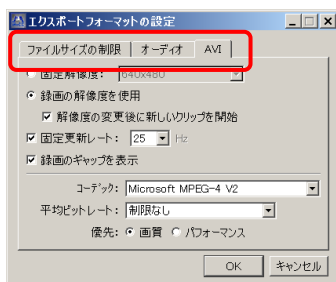 エクスポートフォーマットの設定
ファイルサイズの制限 オーディオ AVI
固定解像度: 640x480
録画の解像度を使用
解像度の変更後に新しいクリップを開始
固定更新レート: 25 Hz
録画のギャップを表示
コーデック: Microsoft MPEG-4 V2
平均ビットレート: 制限なし
優先: 画質 パフォーマンス
OK キャンセル